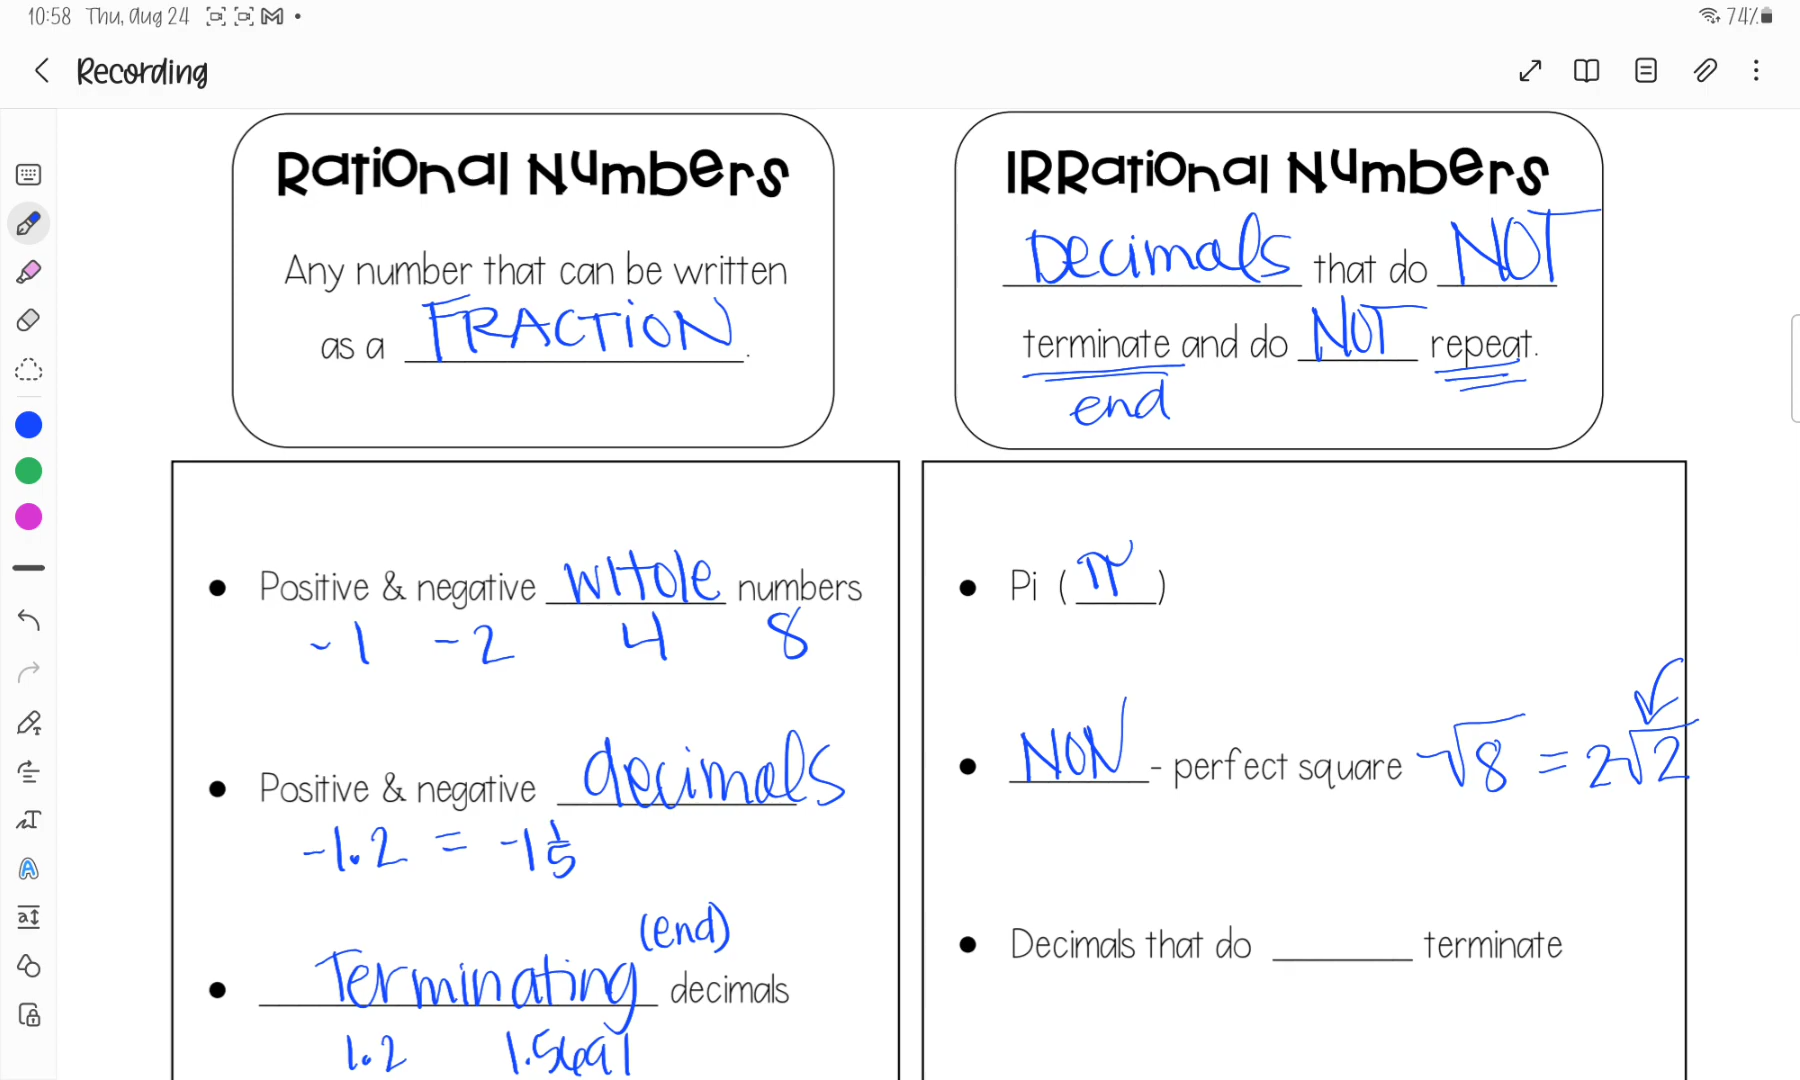 10:58 Thu, Aug 24 74%
Recording
Rational Numbers
Any number that can be written
as a FRACTION.
IRRational Numbers
Decimals that do NOT
terminate and do NOT repeat.
end
Positive & negative WHOLE numbers
-1 -2 4 8
Positive & negative decimals
-1.2 = -1 1/5
(end)
Terminating decimals
1.2 1.5691
Pi (π)
NON - perfect square √8 = 2√2
Decimals that do ______ terminate